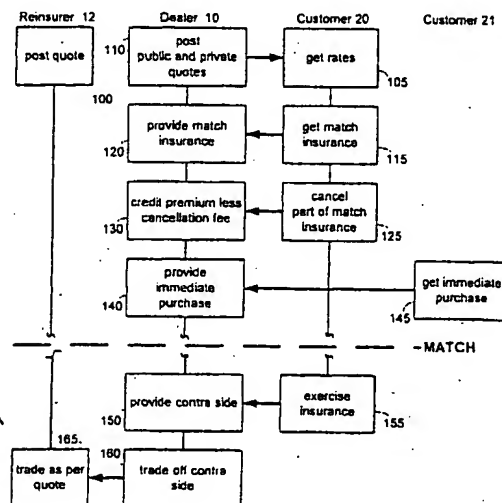 Reinsurer 12 Dealer 10 Customer 20 Customer 21
post quote
110
post
public and private
quotes
get rates
105
100
provide match
insurance
120
get match
insurance
115
credit premium less
cancellation fee
130
cancel
part of match
insurance
125
provide
immediate
purchase
140
get immediate
purchase
145
MATCH
provide contra side
150
exercise
insurance
155
165.
160
trade as per
quote
trade off contra
side